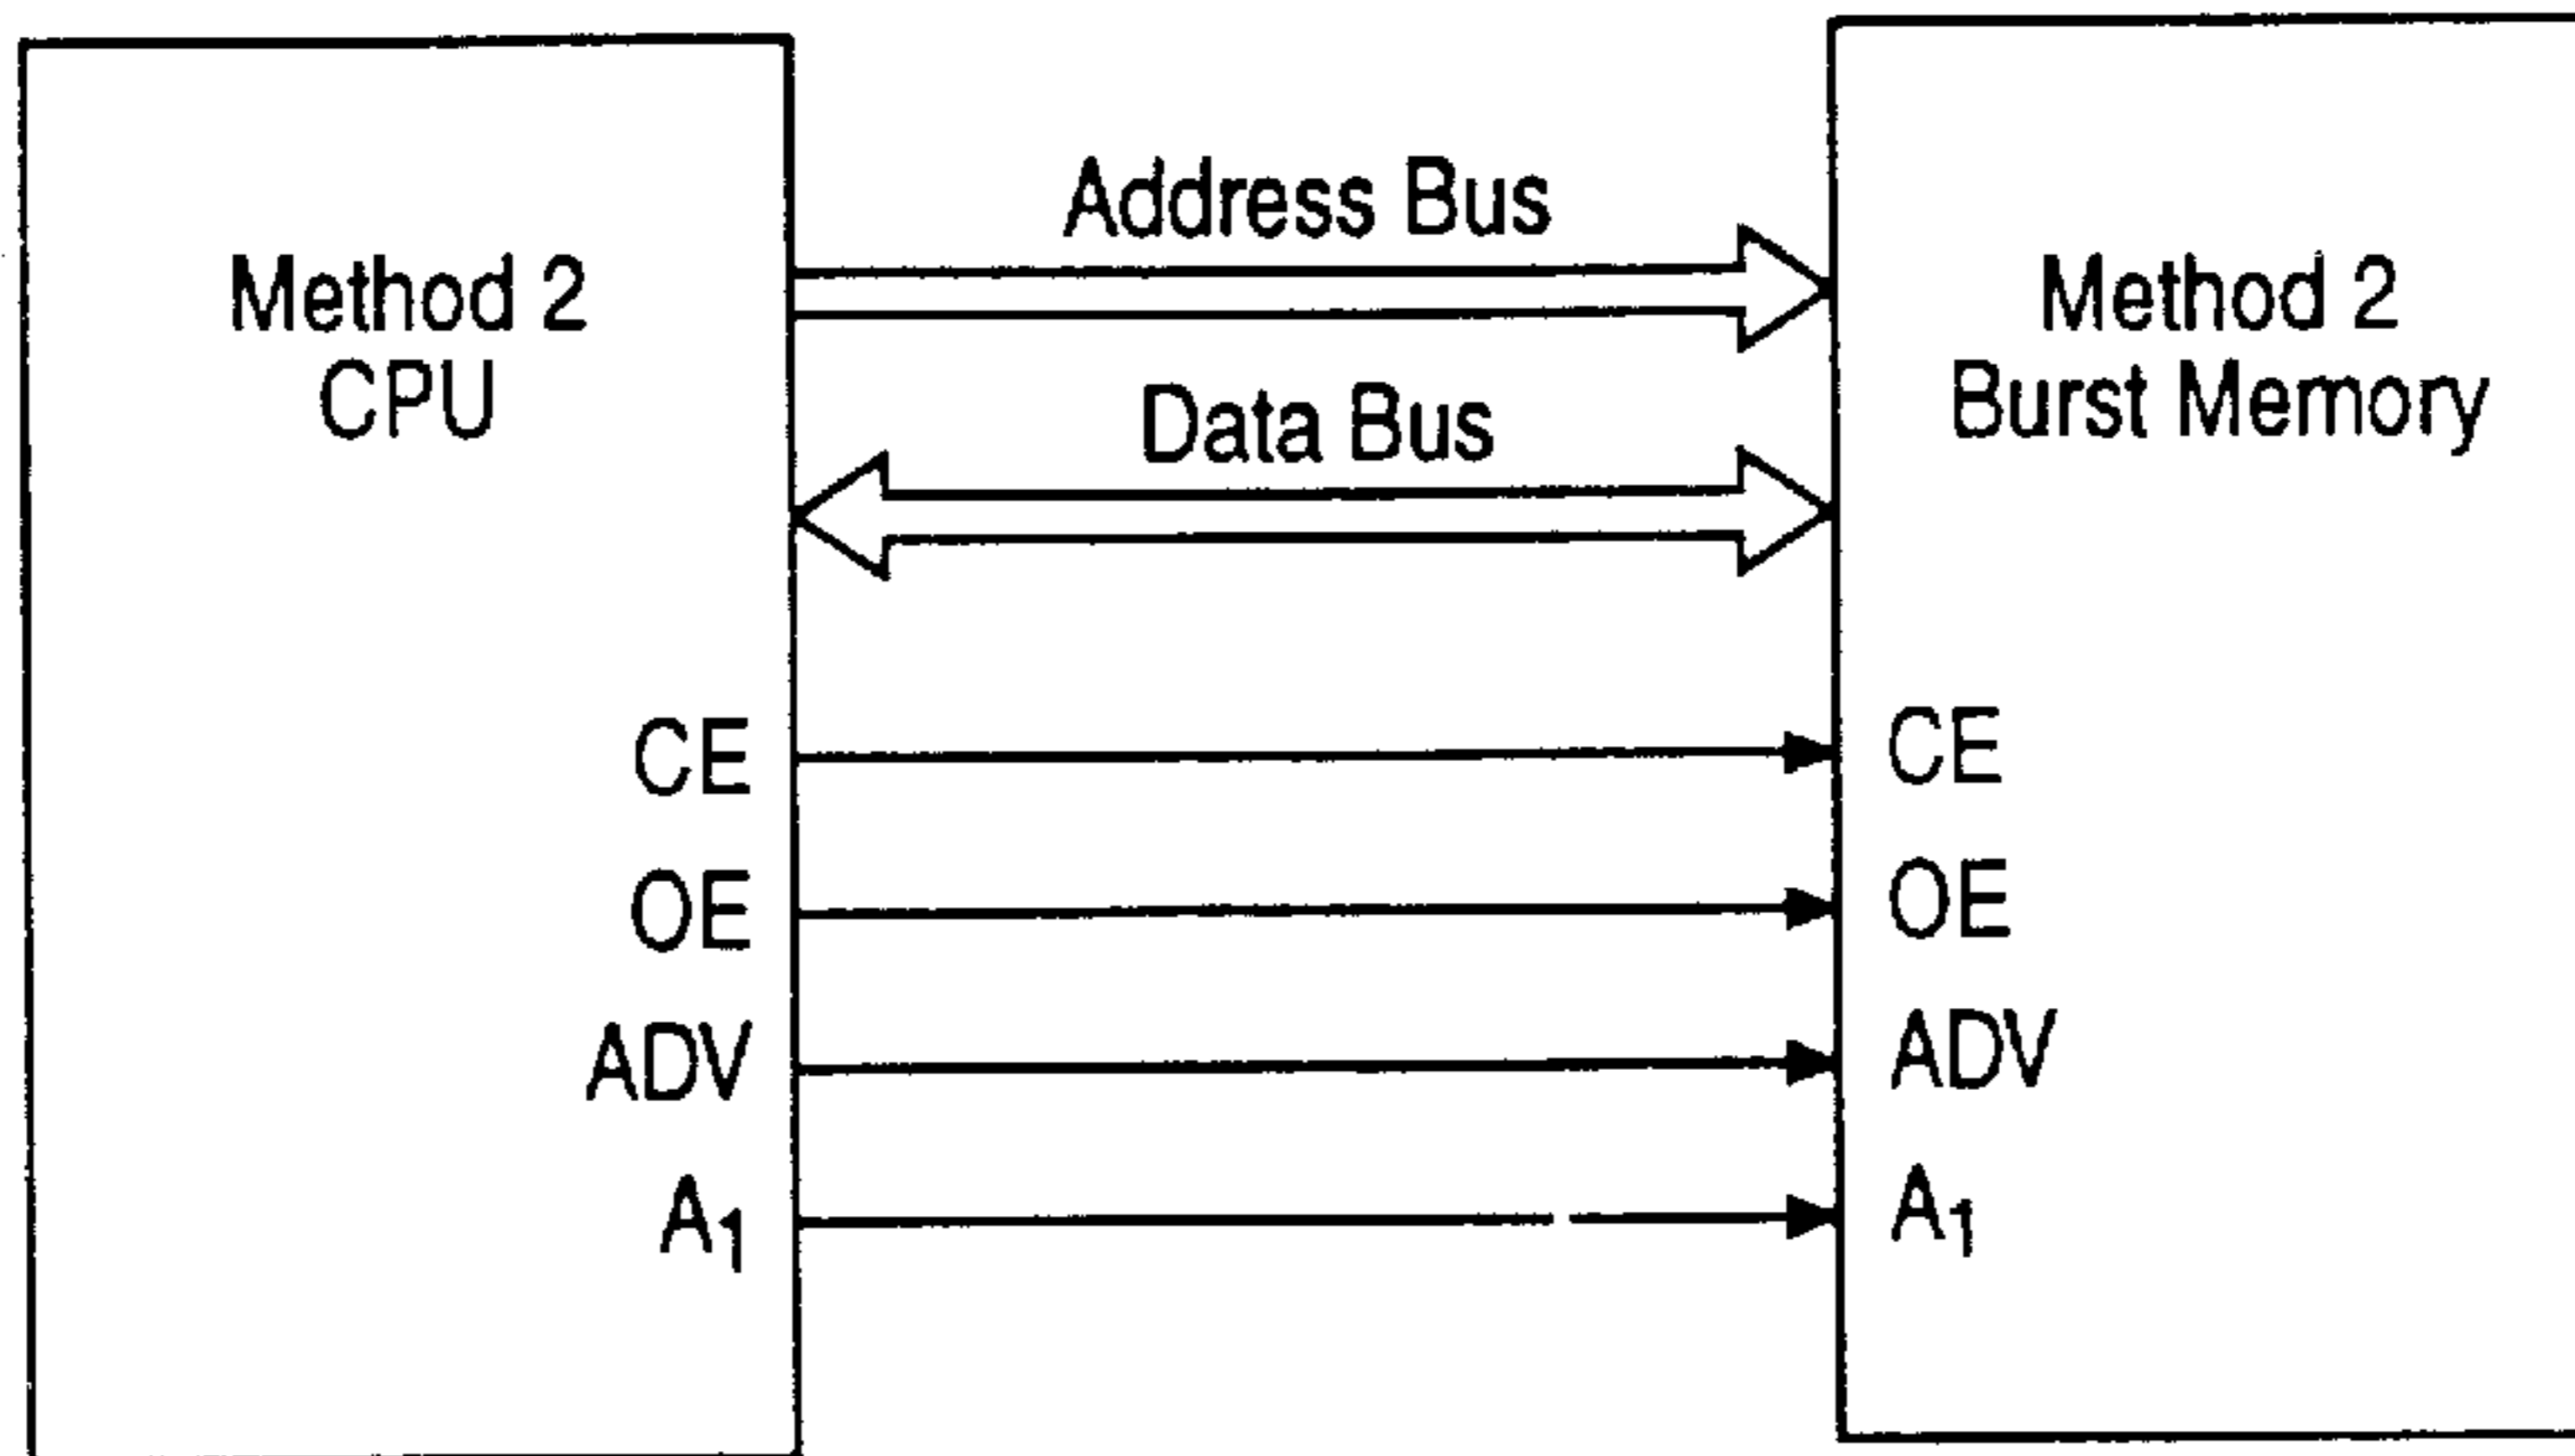 Address Bus
Method 2
CPU
Data Bus
Method 2
Burst Memory
CE
CE
OE
OE
ADV
ADV
A₁
A₁